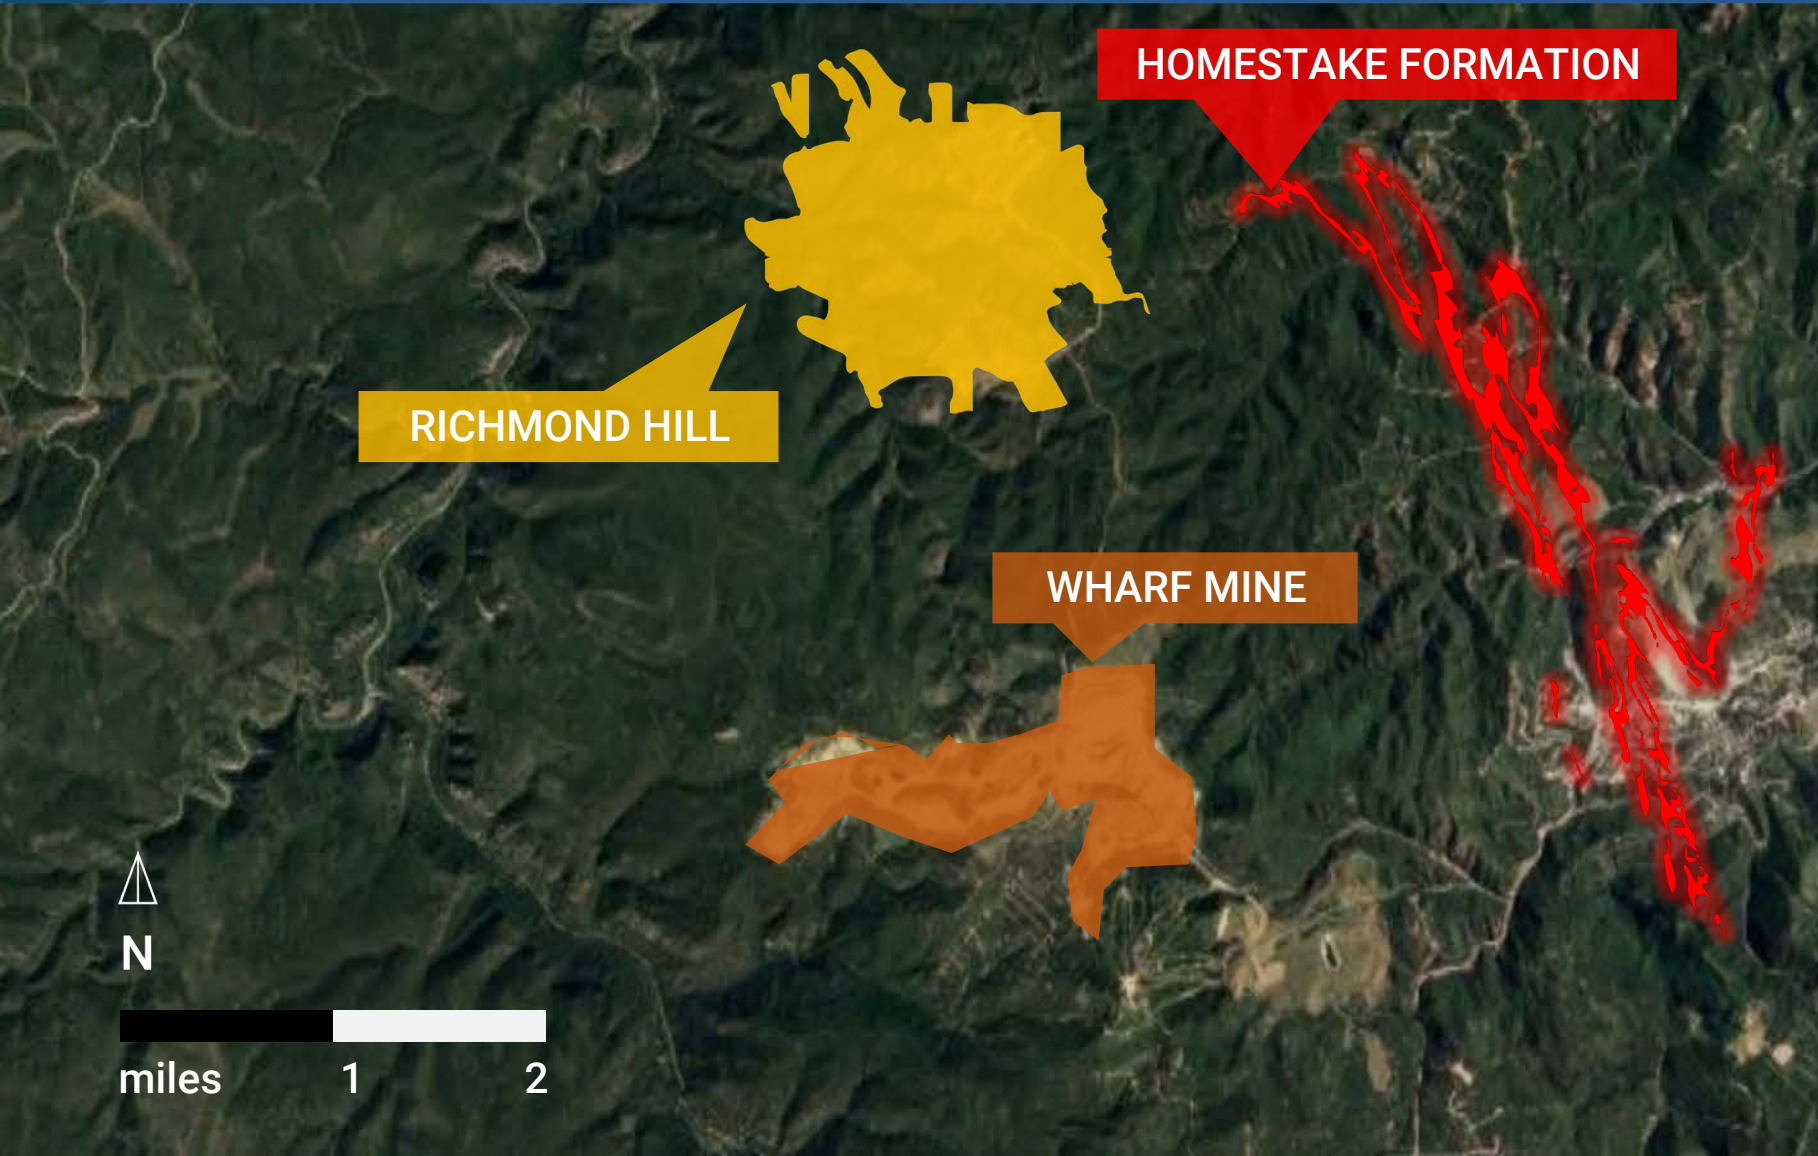 HOMESTAKE FORMATION
RICHMOND HILL
WHARF MINE
N
miles 1 2